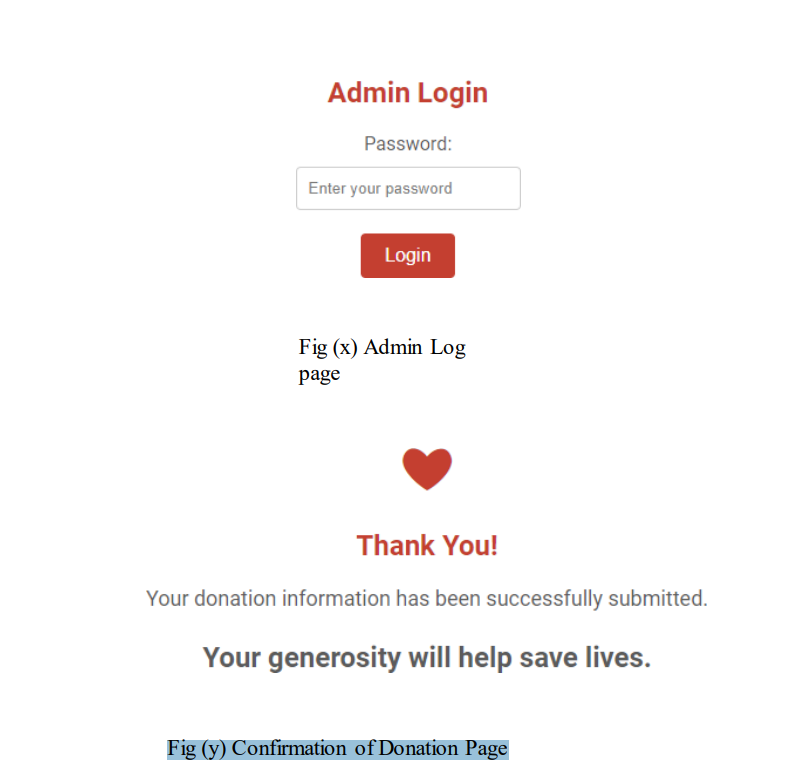 Admin Login
Password:
Enter your password
Login
Fig (x) Admin Log
page
Thank You!
Your donation information has been successfully submitted.
Your generosity will help save lives.
Fig (y) Confirmation of Donation Page